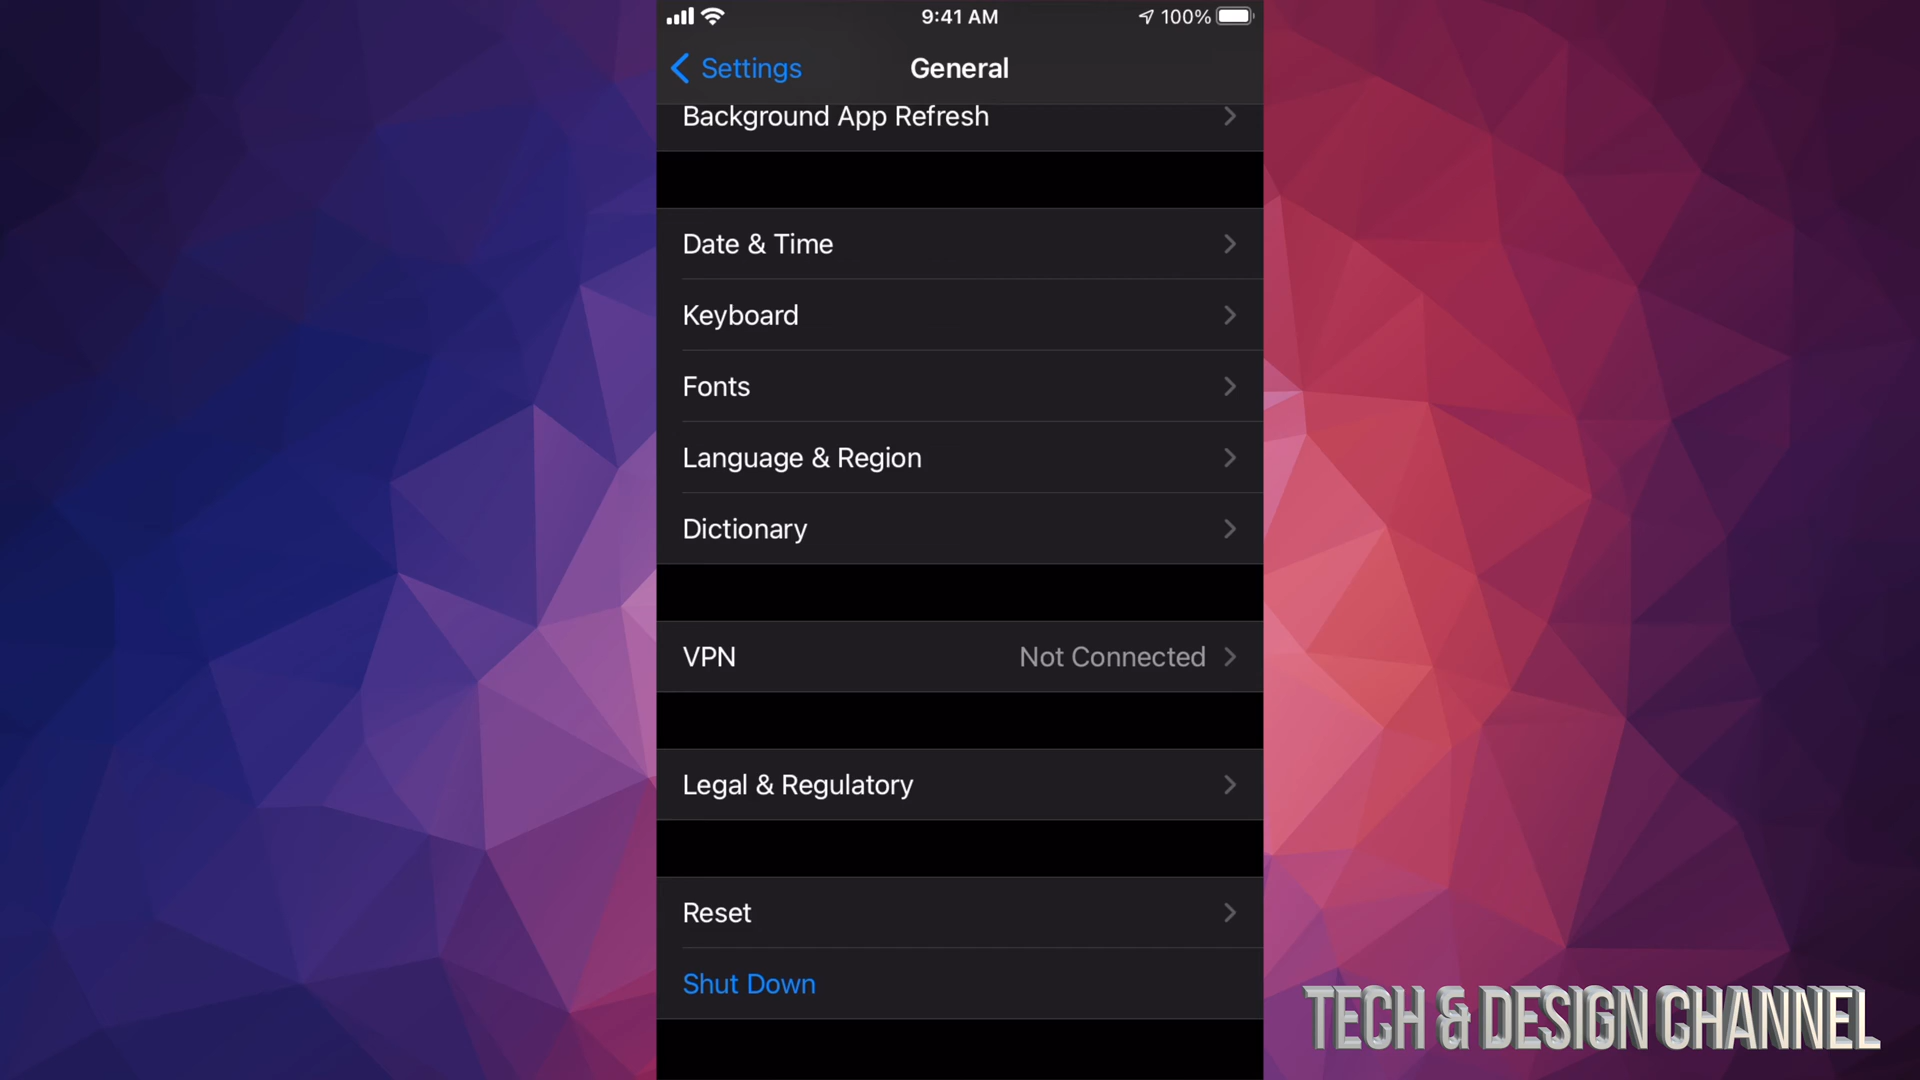 9:41 AM
100%
Settings
General
Background App Refresh
Date & Time
Keyboard
Fonts
Language & Region
Dictionary
VPN
Not Connected
Legal & Regulatory
Reset
Shut Down
TECH & DESIGN CHANNEL